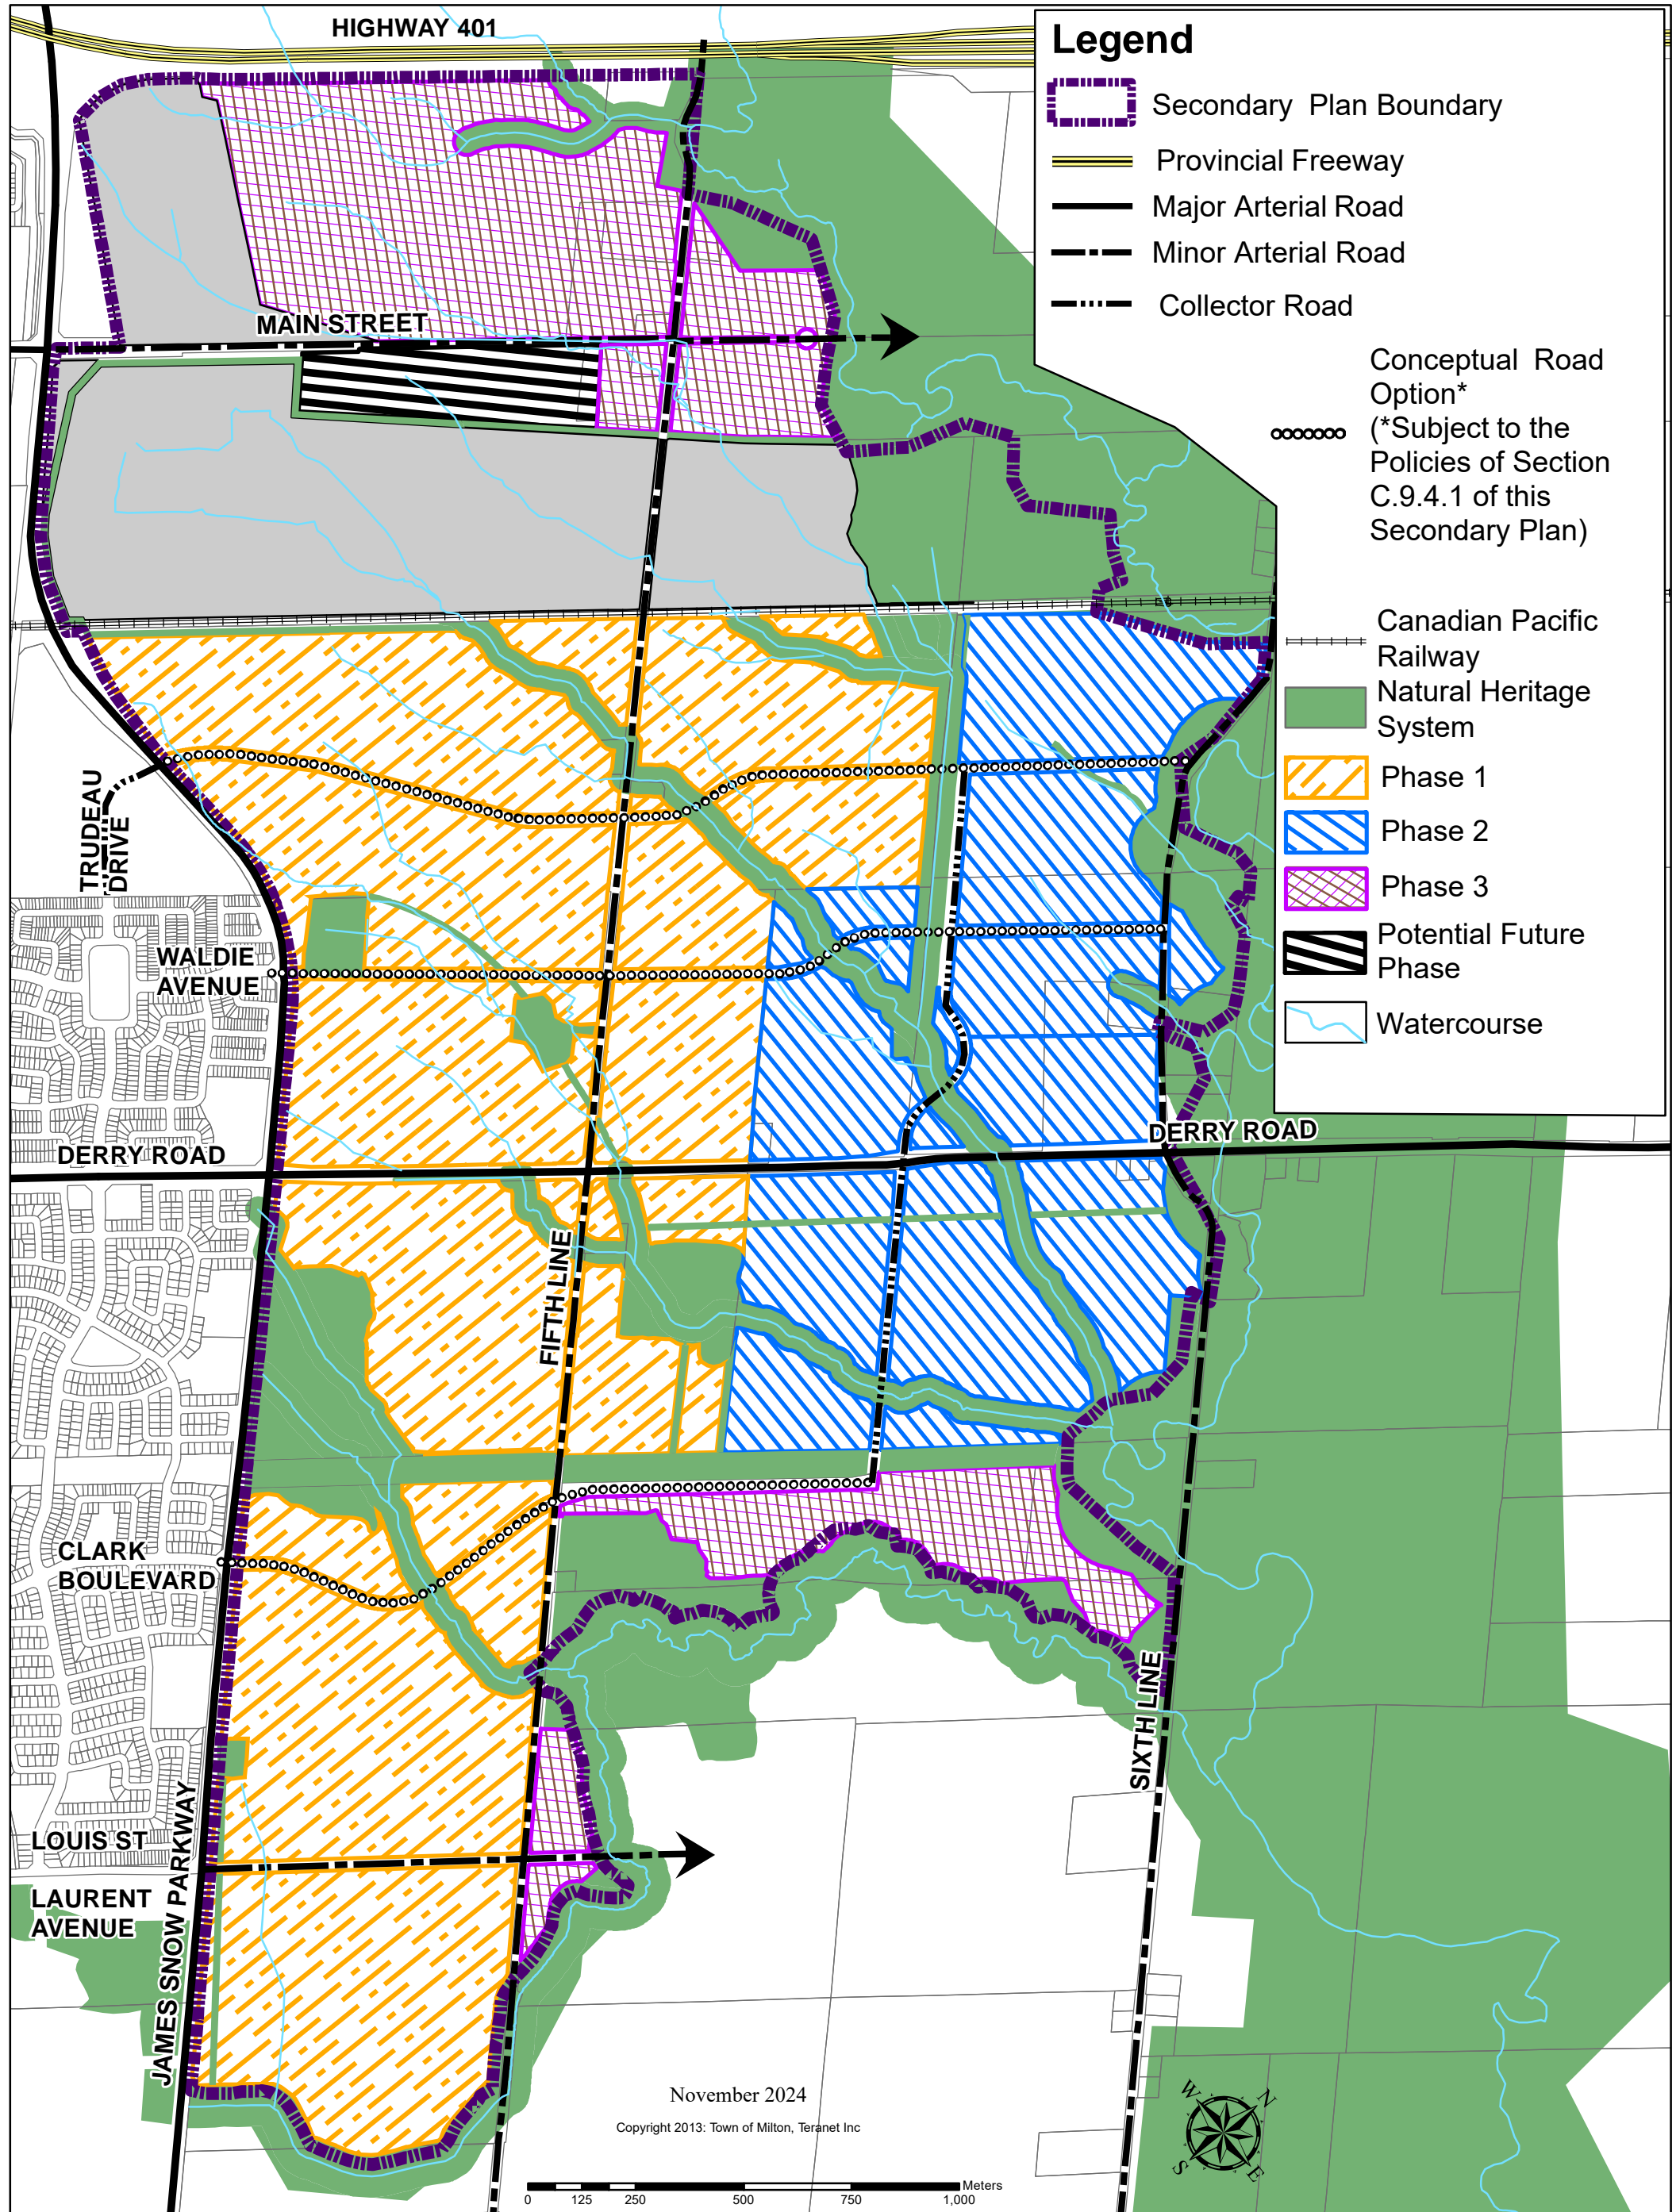 HIGHWAY 401
Legend
Secondary Plan Boundary
Provincial Freeway
Major Arterial Road
Minor Arterial Road
Collector Road
Conceptual Road
Option*
(*Subject to the
Policies of Section
C.9.4.1 of this
Secondary Plan)
Canadian Pacific
Railway
Natural Heritage
System
Phase 1
Phase 2
Phase 3
Potential Future
Phase
Watercourse
MAIN STREET
TRUDEAU
DRIVE
WALDIE
AVENUE
DERRY ROAD
DERRY ROAD
FIFTH LINE
CLARK
BOULEVARD
SIXTH LINE
LOUIS ST
LAURENT
AVENUE
JAMES SNOW PARKWAY
November 2024
Copyright 2013: Town of Milton, Teranet Inc
W N
S E
Meters
0 125 250 500 750 1,000